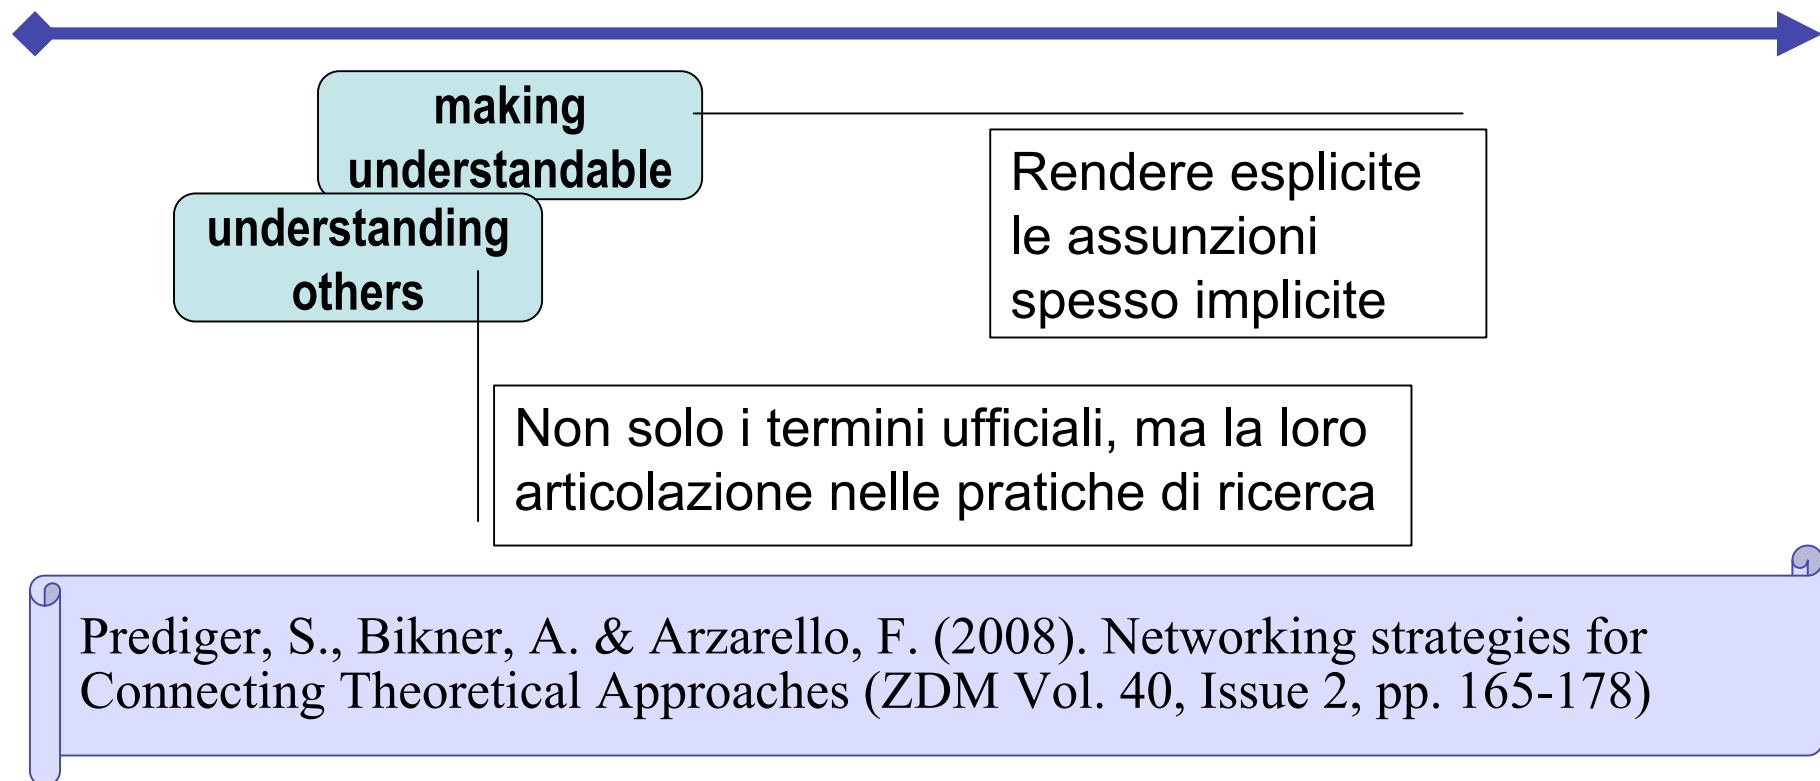 making
understandable
understanding
others
Rendere esplicite
le assunzioni
spesso implicite
Non solo i termini ufficiali, ma la loro
articolazione nelle pratiche di ricerca
Prediger, S., Bikner, A. & Arzarello, F. (2008). Networking strategies for
Connecting Theoretical Approaches (ZDM Vol. 40, Issue 2, pp. 165-178)